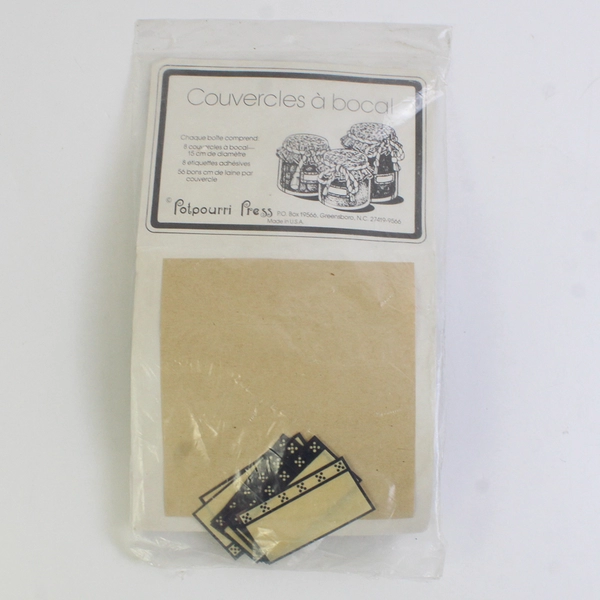 Couvercles à bocal
Chaque boîte comprend:
8 couvercles à bocal—
15 cm de diamètre
8 étiquettes adhésives
56 bons cm de laine par
couvercle
© Potpourri Press P.O. Box 19566, Greensboro, N.C. 27419-9566
Made in U.S.A.